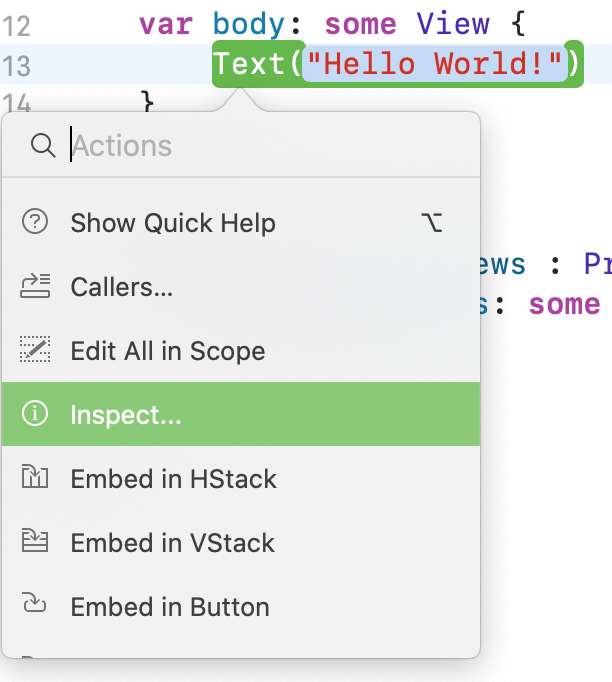 12 var body: some View {
13 Text("Hello World!")
14 }
Actions
Show Quick Help ⌥
Callers...
ews : Pr
s: some
Edit All in Scope
Inspect...
Embed in HStack
Embed in VStack
Embed in Button